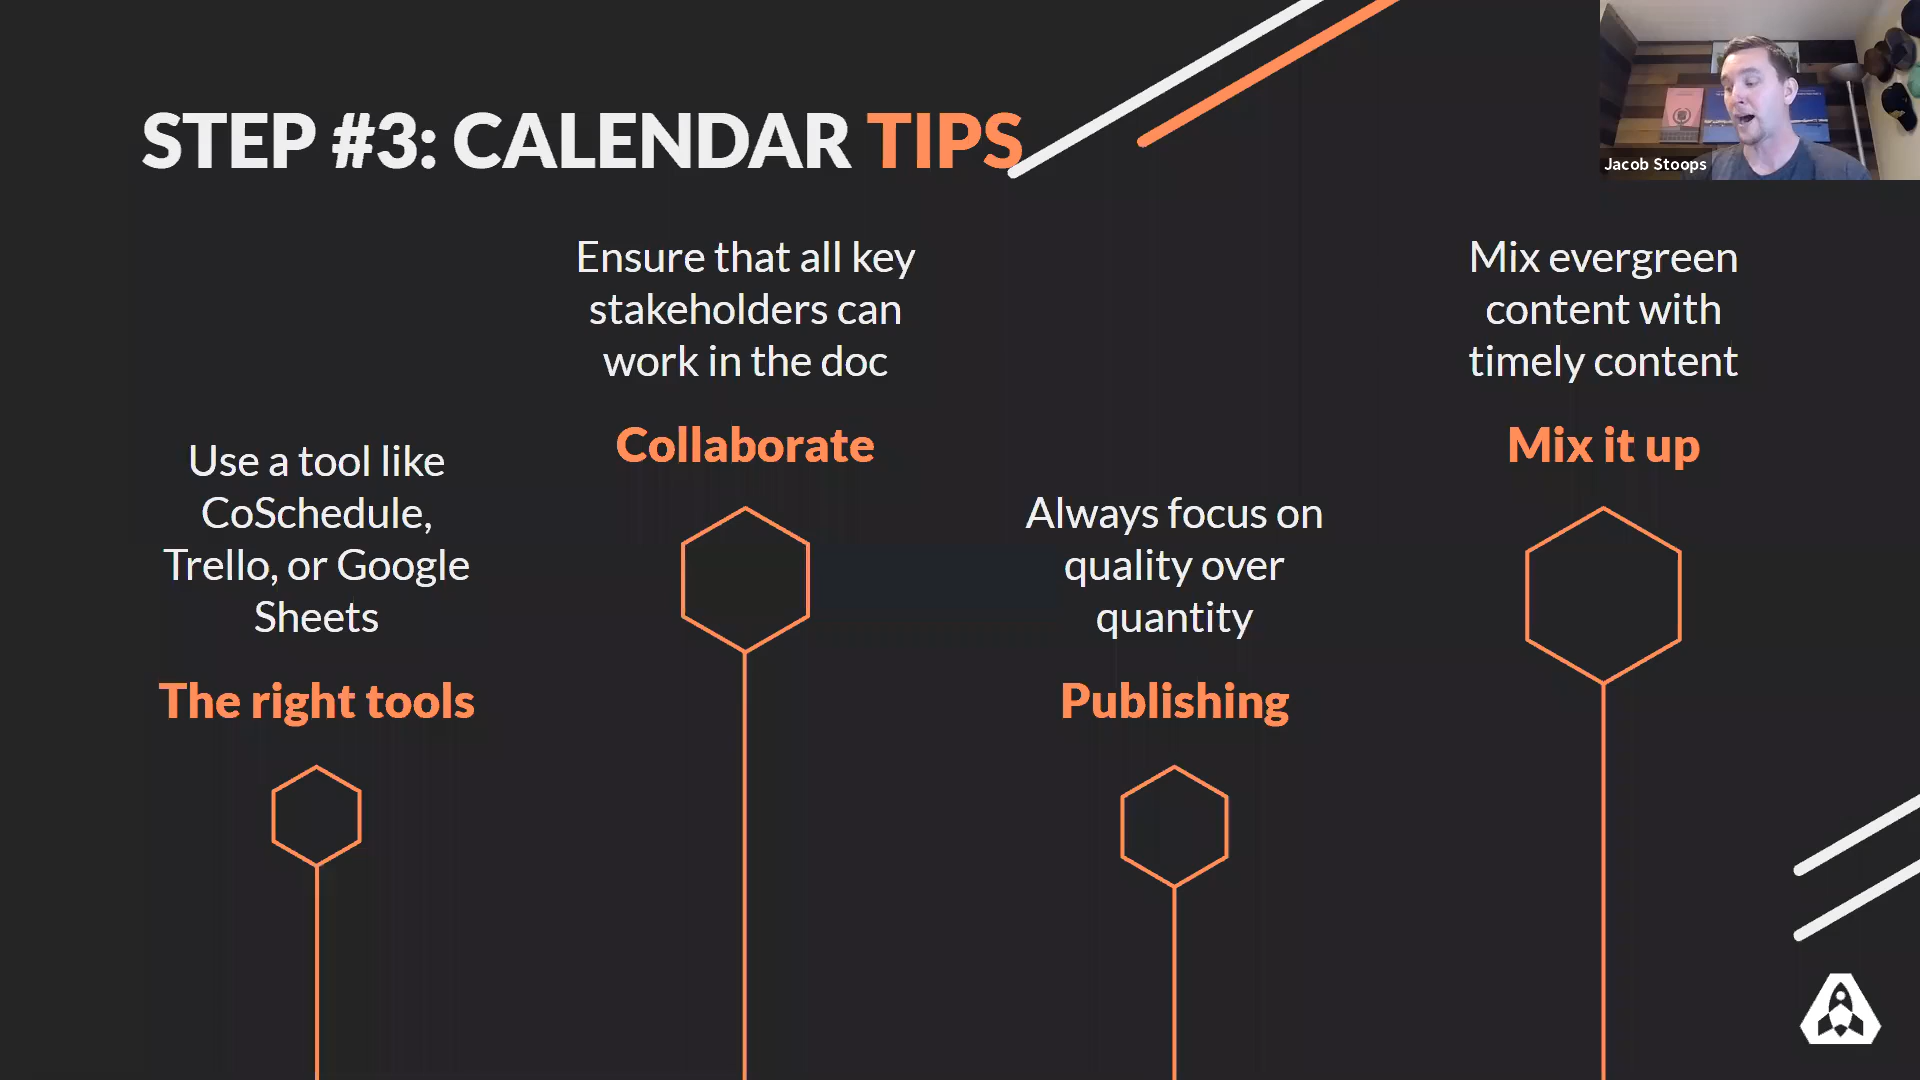 STEP #3: CALENDAR TIPS
Jacob Stoops
Use a tool like
CoSchedule,
Trello, or Google
Sheets
The right tools
Ensure that all key
stakeholders can
work in the doc
Collaborate
Always focus on
quality over
quantity
Publishing
Mix evergreen
content with
timely content
Mix it up